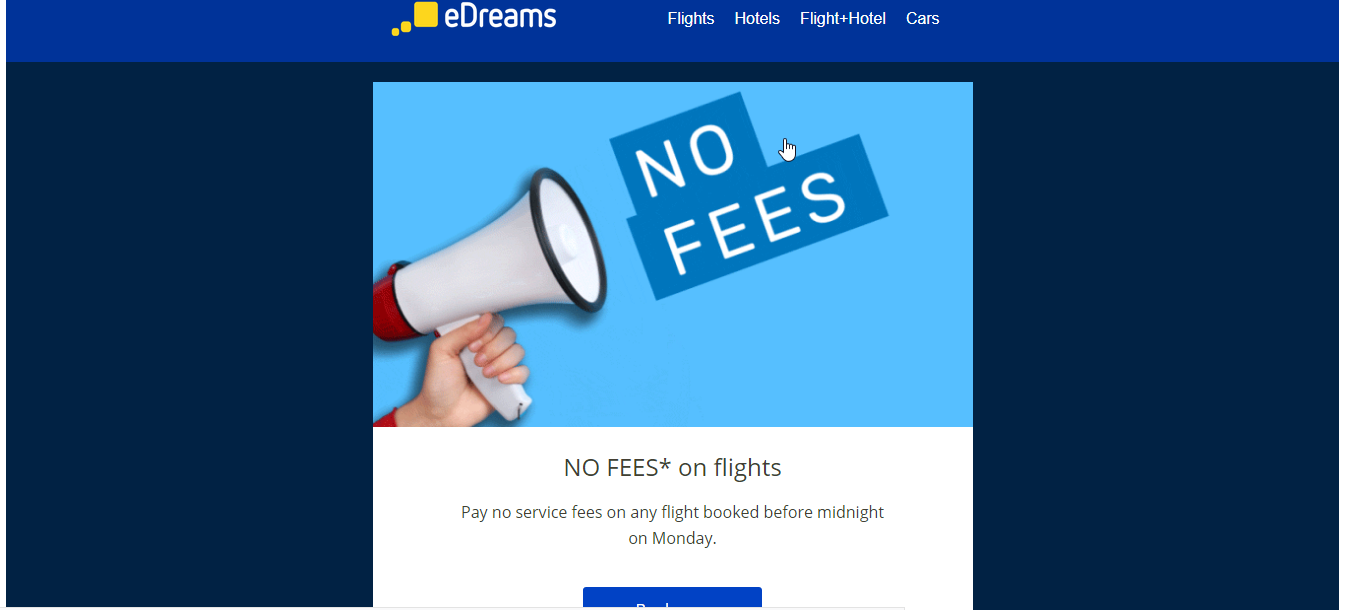 eDreams
Flights Hotels Flight+Hotel Cars
NO
FEES
NO FEES* on flights
Pay no service fees on any flight booked before midnight
on Monday.